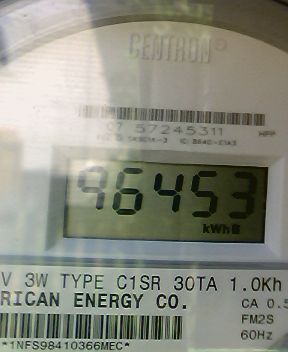 CENTRON®
57245311
96453
kWh
V 3W TYPE C1SR 30TA 1.0Kh
RICAN ENERGY CO.
CA 0.5
FM2S
60Hz
*1NFS98410366MEC*